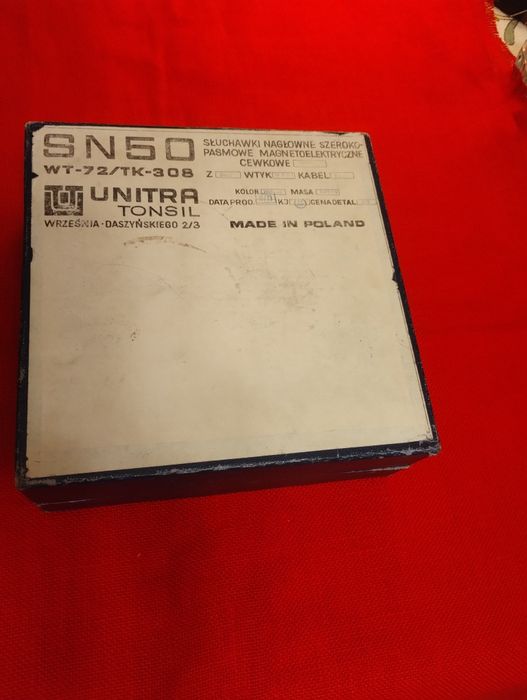 SN50
WT-72/TK-308
UNITRA
TONSIL
WRZEŚNIA · DASZYŃSKIEGO 2/3
SŁUCHAWKI NAGŁOWNE SZEROKO-
PASMOWE MAGNETOELEKTRYCZNE
CEWKOWE
Z WTYK KABEL
KOLOR MASA
DATA PROD. KJ CENA DETAL.
MADE IN POLAND